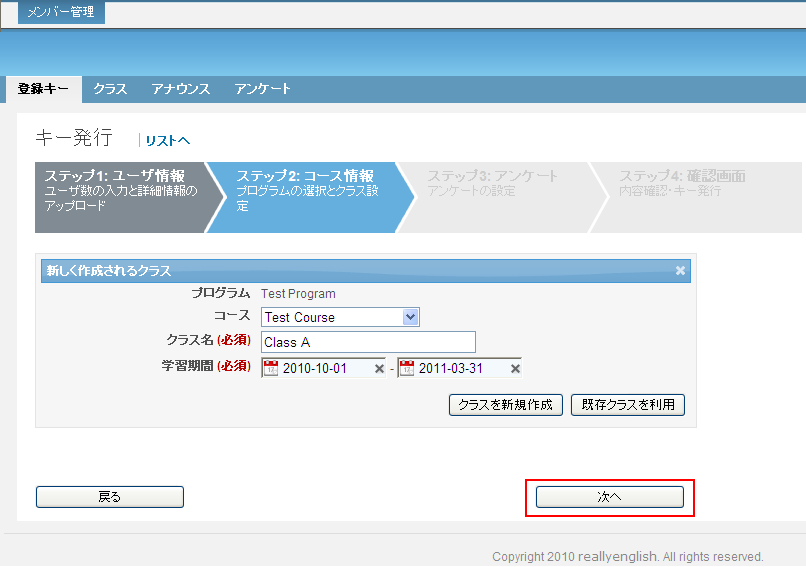 メンバー管理
登録キー クラス アナウンス アンケート
キー発行 リストへ
ステップ1: ユーザ情報
ユーザ数の入力と詳細情報の
アップロード
ステップ2: コース情報
プログラムの選択とクラス設
定
ステップ3: アンケート
アンケートの設定
ステップ4: 確認画面
内容確認・キー発行
新しく作成されるクラス
プログラム Test Program
コース Test Course
クラス名 (必須) Class A
学習期間 (必須) 2010-10-01 - 2011-03-31
クラスを新規作成 既存クラスを利用
戻る 次へ
Copyright 2010 reallyenglish. All rights reserved.